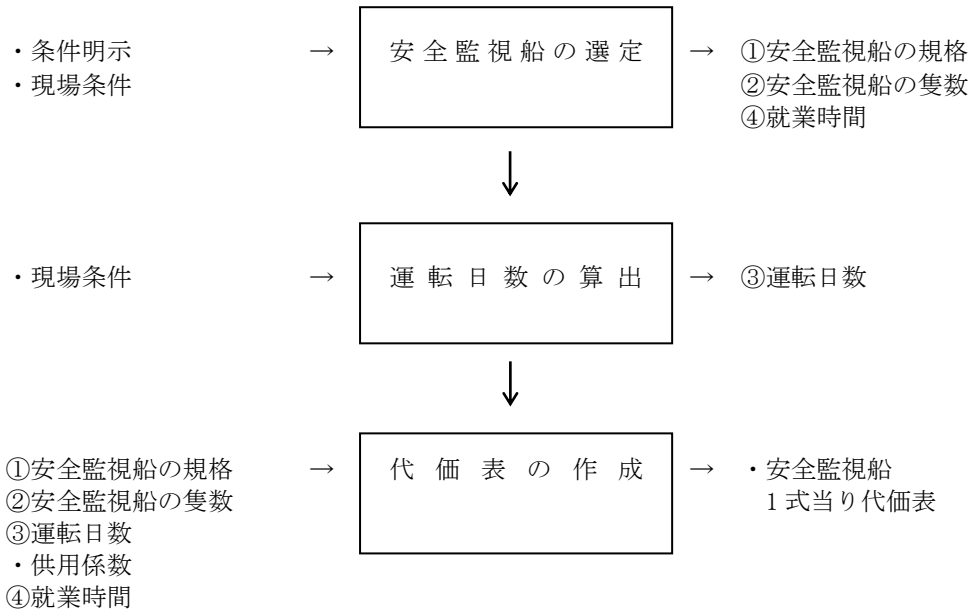 ・条件明示 → 安全監視船の選定 → ①安全監視船の規格
・現場条件 ②安全監視船の隻数
④就業時間
↓
・現場条件 → 運転日数の算出 → ③運転日数
↓
①安全監視船の規格 → 代価表の作成 → ・安全監視船
②安全監視船の隻数 1式当り代価表
③運転日数
・供用係数
④就業時間